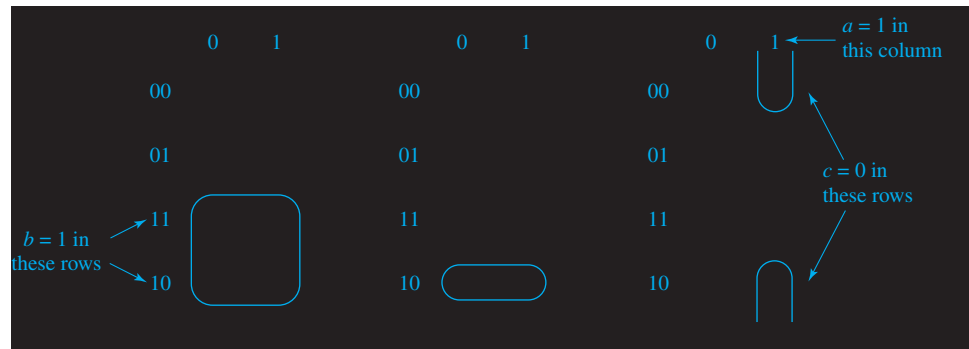 a = 1 in
this column
0 1 0 1 0 1
00 00 00
01 01 01
c = 0 in
these rows
11 11 11
b = 1 in
these rows
10 10 10